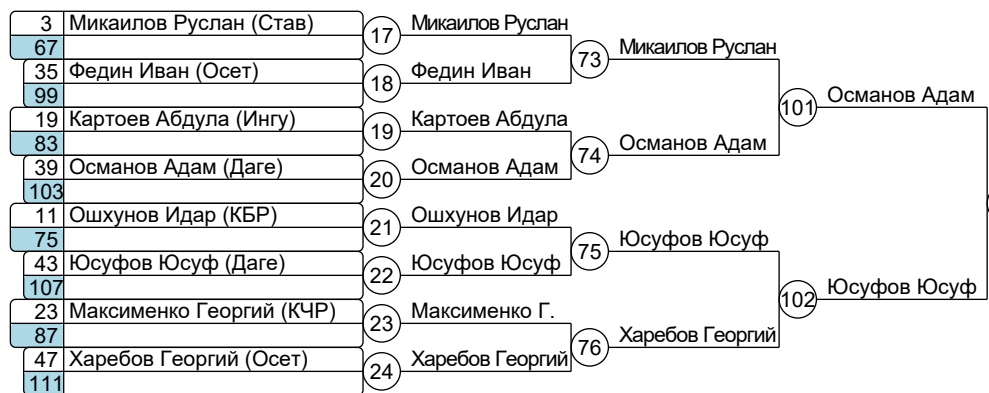 3 Микаилов Руслан (Став)
67
35 Федин Иван (Осет)
99
19 Картоев Абдула (Ингу)
83
39 Османов Адам (Даге)
103
11 Ошхунов Идар (КБР)
75
43 Юсуфов Юсуф (Даге)
107
23 Максименко Георгий (КЧР)
87
47 Харебов Георгий (Осет)
111
17 Микаилов Руслан
18 Федин Иван
19 Картоев Абдула
20 Османов Адам
21 Ошхунов Идар
22 Юсуфов Юсуф
23 Максименко Г.
24 Харебов Георгий
73 Микаилов Руслан
74 Османов Адам
75 Юсуфов Юсуф
76 Харебов Георгий
101 Османов Адам
102 Юсуфов Юсуф